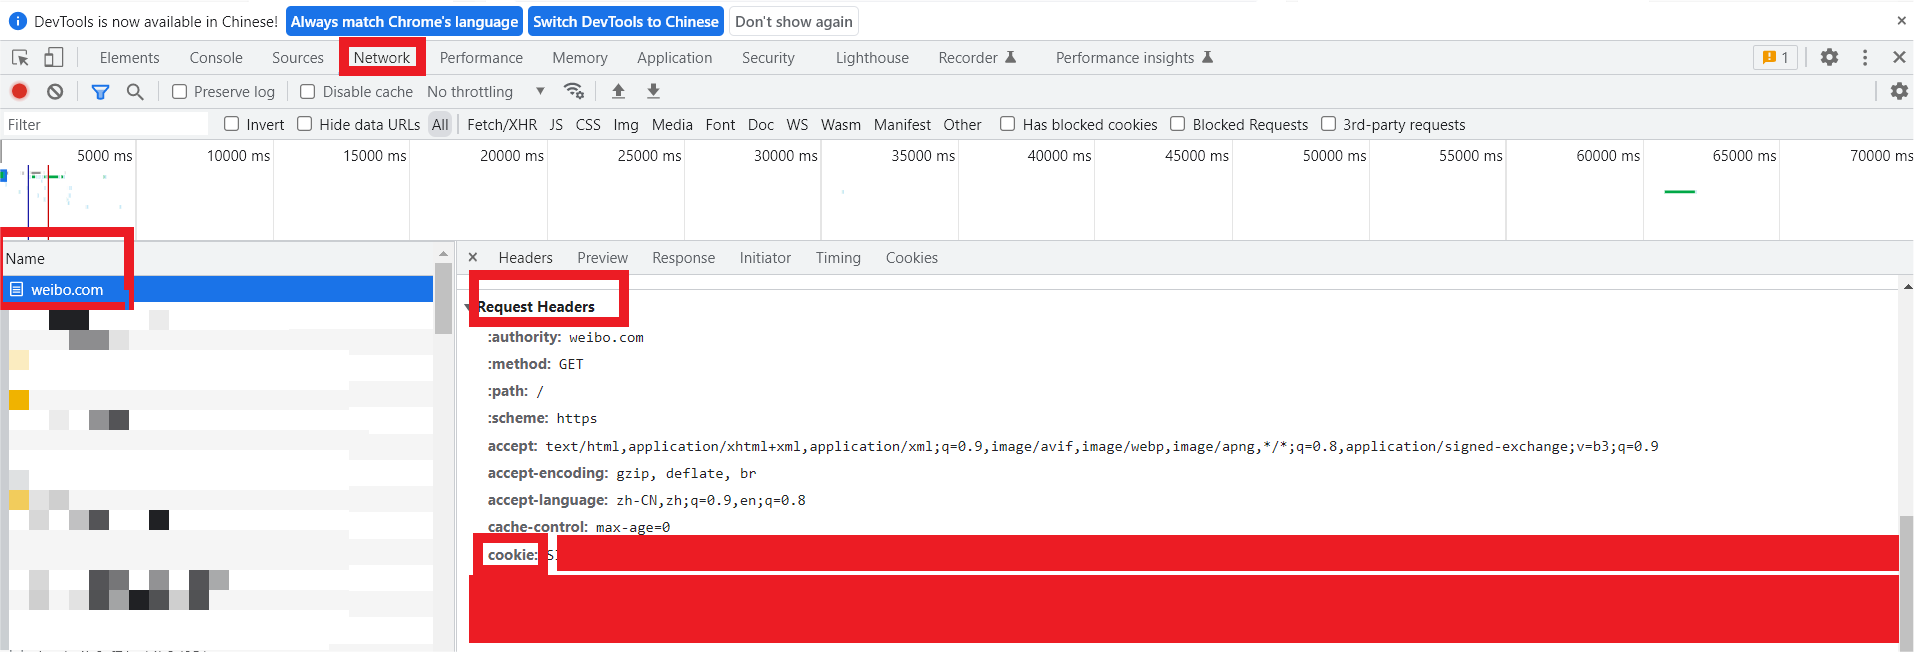 DevTools is now available in Chinese! Always match Chrome's language Switch DevTools to Chinese Don't show again
Elements Console Sources Network Performance Memory Application Security Lighthouse Recorder Performance insights 1
Preserve log Disable cache No throttling
Filter Invert Hide data URLs All Fetch/XHR JS CSS Img Media Font Doc WS Wasm Manifest Other Has blocked cookies Blocked Requests 3rd-party requests
5000 ms 10000 ms 15000 ms 20000 ms 25000 ms 30000 ms 35000 ms 40000 ms 45000 ms 50000 ms 55000 ms 60000 ms 65000 ms 70000 ms
Name
weibo.com
Headers Preview Response Initiator Timing Cookies
Request Headers
:authority: weibo.com
:method: GET
:path: /
:scheme: https
accept: text/html,application/xhtml+xml,application/xml;q=0.9,image/avif,image/webp,image/apng,*/*;q=0.8,application/signed-exchange;v=b3;q=0.9
accept-encoding: gzip, deflate, br
accept-language: zh-CN,zh;q=0.9,en;q=0.8
cache-control: max-age=0
cookie: